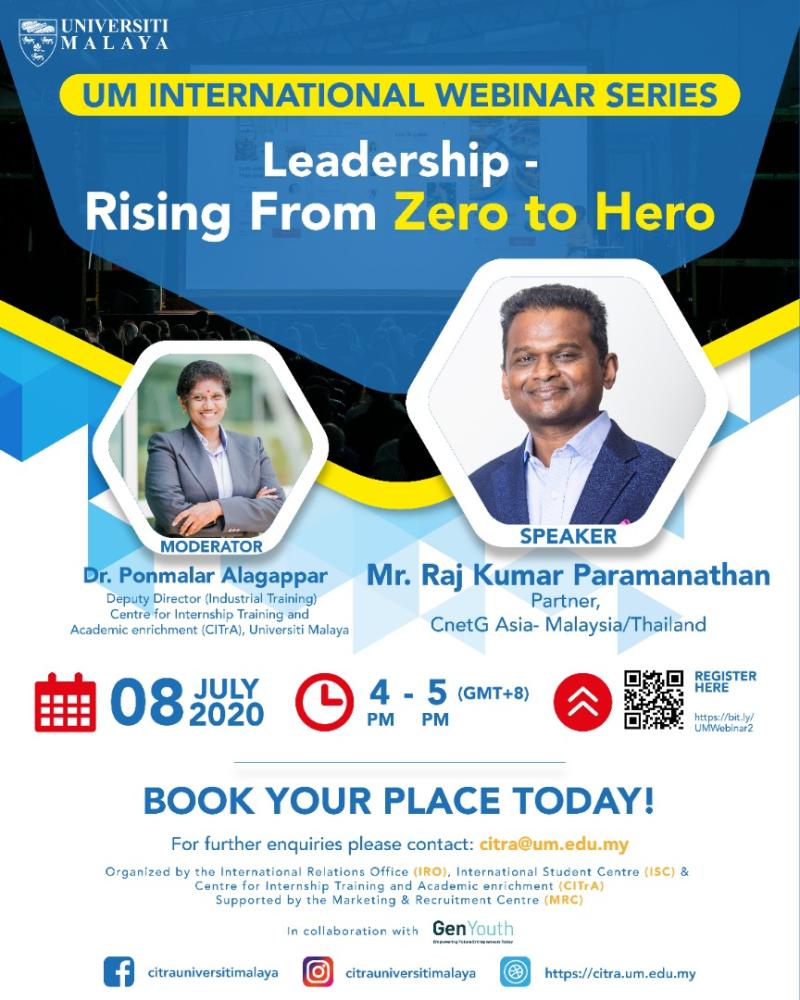 UNIVERSITI
MALAYA
UM INTERNATIONAL WEBINAR SERIES
Leadership -
Rising From Zero to Hero
MODERATOR
Dr. Ponmalar Alagappar
Deputy Director (Industrial Training)
Centre for Internship Training and
Academic enrichment (CITrA), Universiti Malaya
SPEAKER
Mr. Raj Kumar Paramanathan
Partner,
CnetG Asia- Malaysia/Thailand
08 JULY
2020
4 - 5 (GMT+8)
PM PM
REGISTER
HERE
https://bit.ly/
UMWebinar2
BOOK YOUR PLACE TODAY!
For further enquiries please contact: citra@um.edu.my
Organized by the International Relations Office (IRO), International Student Centre (ISC) &
Centre for Internship Training and Academic enrichment (CITrA)
Supported by the Marketing & Recruitment Centre (MRC)
In collaboration with GenYouth
citrauniversitimalaya
citrauniversitimalaya
https://citra.um.edu.my